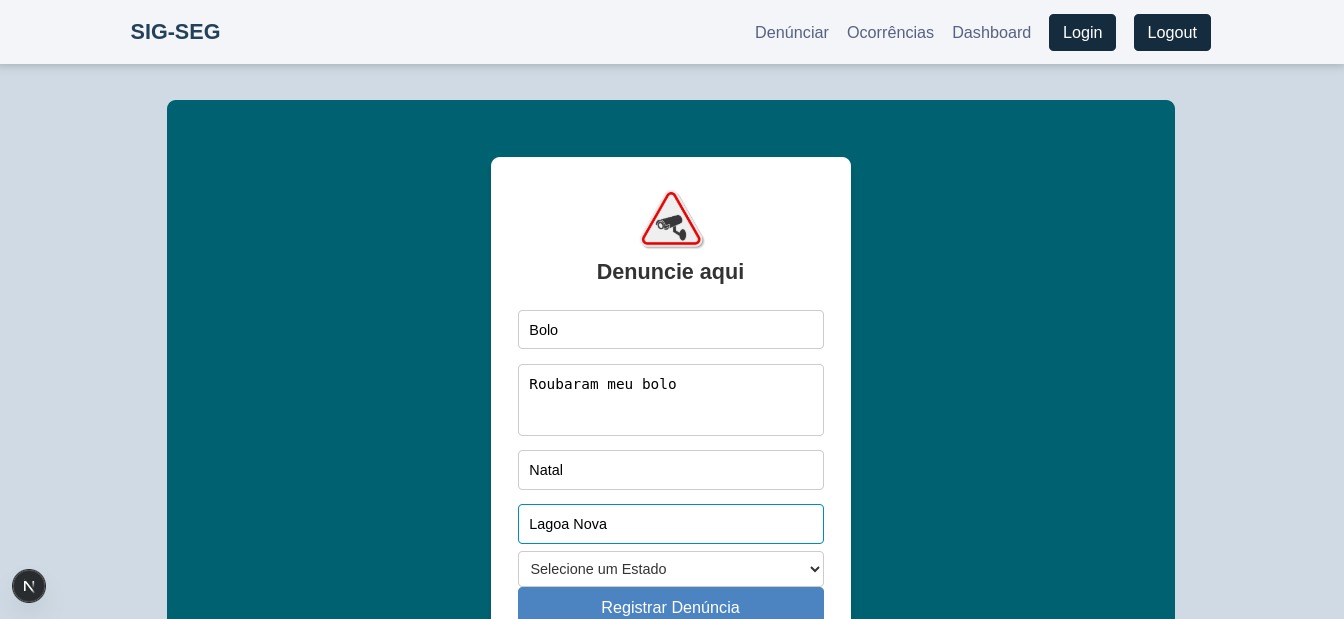 SIG-SEG
Denúnciar Ocorrências Dashboard Login Logout
Denuncie aqui
Bolo
Roubaram meu bolo
Natal
Lagoa Nova
Selecione um Estado
Registrar Denúncia
N